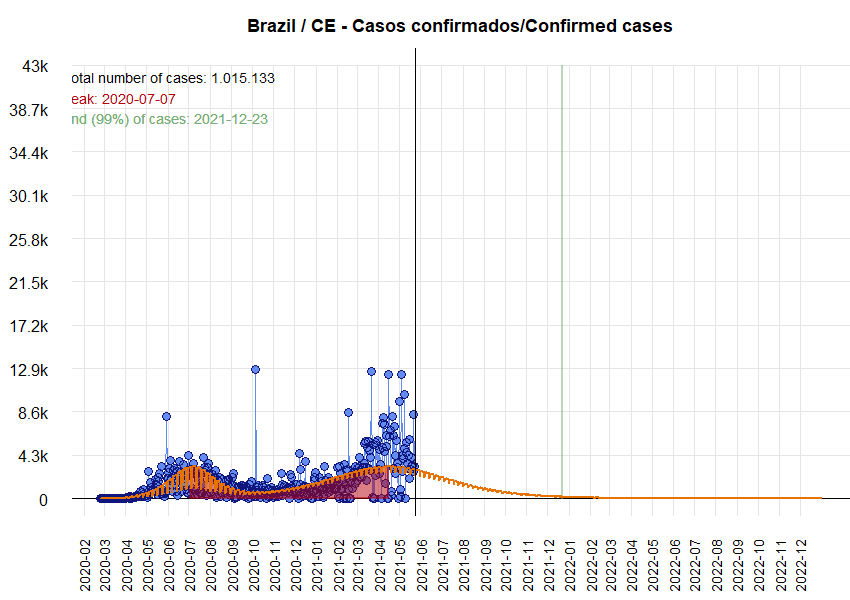 Brazil / CE - Casos confirmados/Confirmed cases
43k
otal number of cases: 1.015.133
eak: 2020-07-07
nd (99%) of cases: 2021-12-23
38.7k
34.4k
30.1k
25.8k
21.5k
17.2k
12.9k
8.6k
4.3k
0
2020-02
2020-03
2020-04
2020-05
2020-06
2020-07
2020-08
2020-09
2020-10
2020-11
2020-12
2021-01
2021-02
2021-03
2021-04
2021-05
2021-06
2021-07
2021-08
2021-09
2021-10
2021-11
2021-12
2022-01
2022-02
2022-03
2022-04
2022-05
2022-06
2022-07
2022-08
2022-09
2022-10
2022-11
2022-12